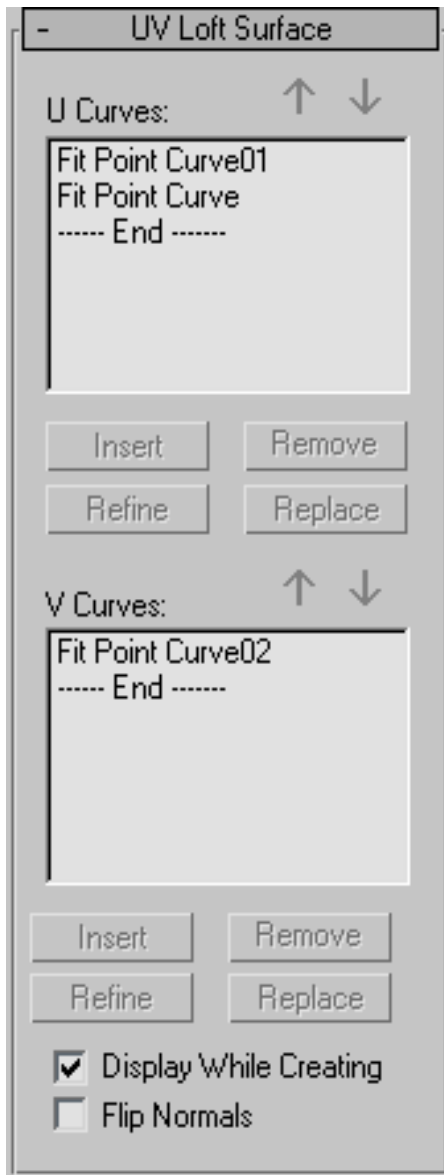 - UV Loft Surface
U Curves:
Fit Point Curve01
Fit Point Curve
------ End -------
Insert Remove
Refine Replace
V Curves:
Fit Point Curve02
------ End -------
Insert Remove
Refine Replace
Display While Creating
Flip Normals